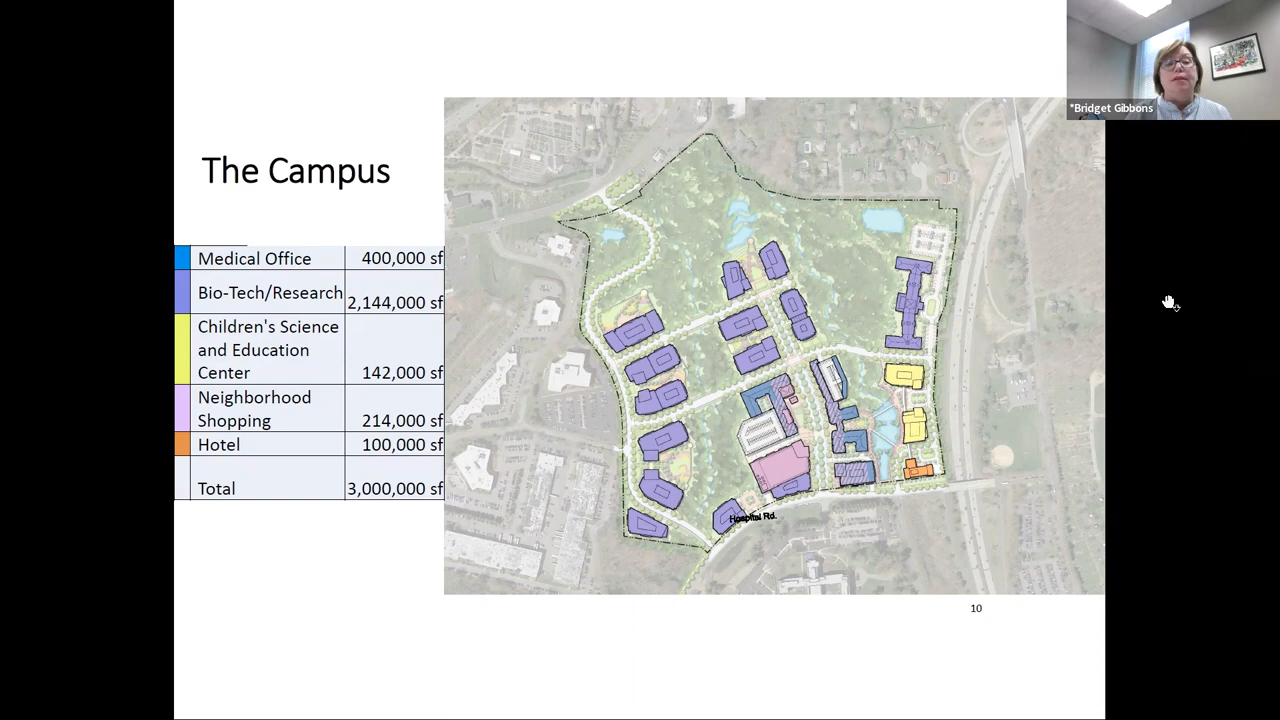 *Bridget Gibbons
The Campus
Medical Office 400,000 sf
Bio-Tech/Research 2,144,000 sf
Children's Science
and Education
Center 142,000 sf
Neighborhood
Shopping 214,000 sf
Hotel 100,000 sf
Total 3,000,000 sf
Hospital Rd.
10